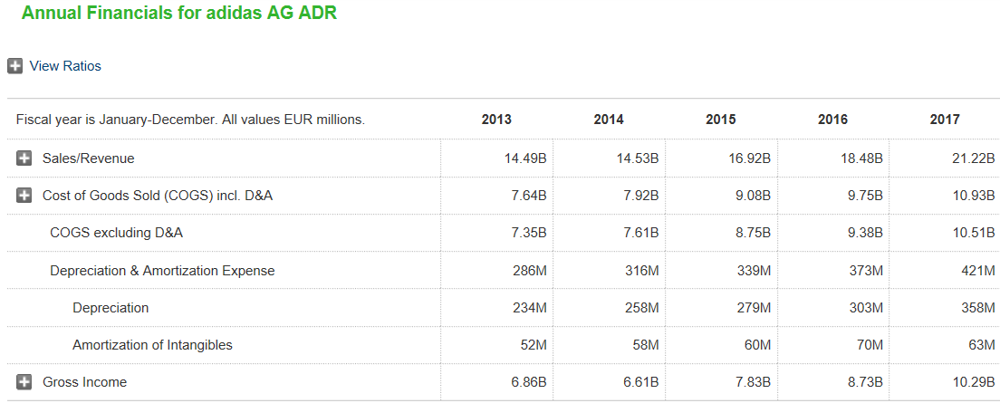 Annual Financials for adidas AG ADR
View Ratios
Fiscal year is January-December. All values EUR millions. 2013 2014 2015 2016 2017
Sales/Revenue 14.49B 14.53B 16.92B 18.48B 21.22B
Cost of Goods Sold (COGS) incl. D&A 7.64B 7.92B 9.08B 9.75B 10.93B
COGS excluding D&A 7.35B 7.61B 8.75B 9.38B 10.51B
Depreciation & Amortization Expense 286M 316M 339M 373M 421M
Depreciation 234M 258M 279M 303M 358M
Amortization of Intangibles 52M 58M 60M 70M 63M
Gross Income 6.86B 6.61B 7.83B 8.73B 10.29B